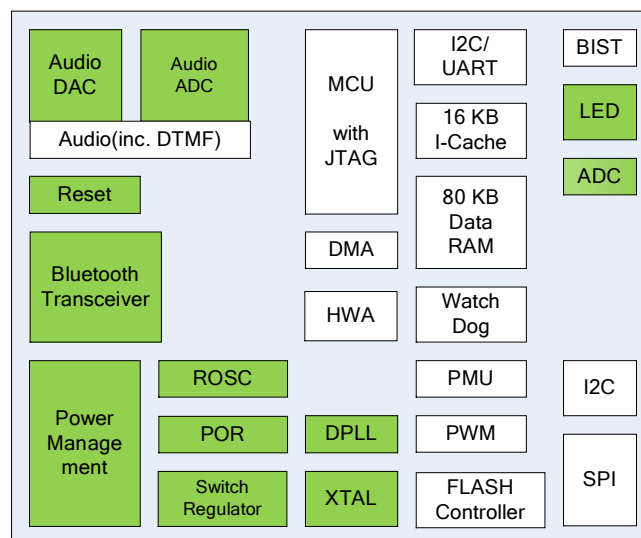 Audio
DAC
Audio
ADC
Audio(inc. DTMF)
Reset
Bluetooth
Transceiver
Power
Manage
ment
ROSC
POR
Switch
Regulator
MCU
with
JTAG
DMA
HWA
DPLL
XTAL
I2C/
UART
16 KB
I-Cache
80 KB
Data
RAM
Watch
Dog
PMU
PWM
FLASH
Controller
BIST
LED
ADC
I2C
SPI